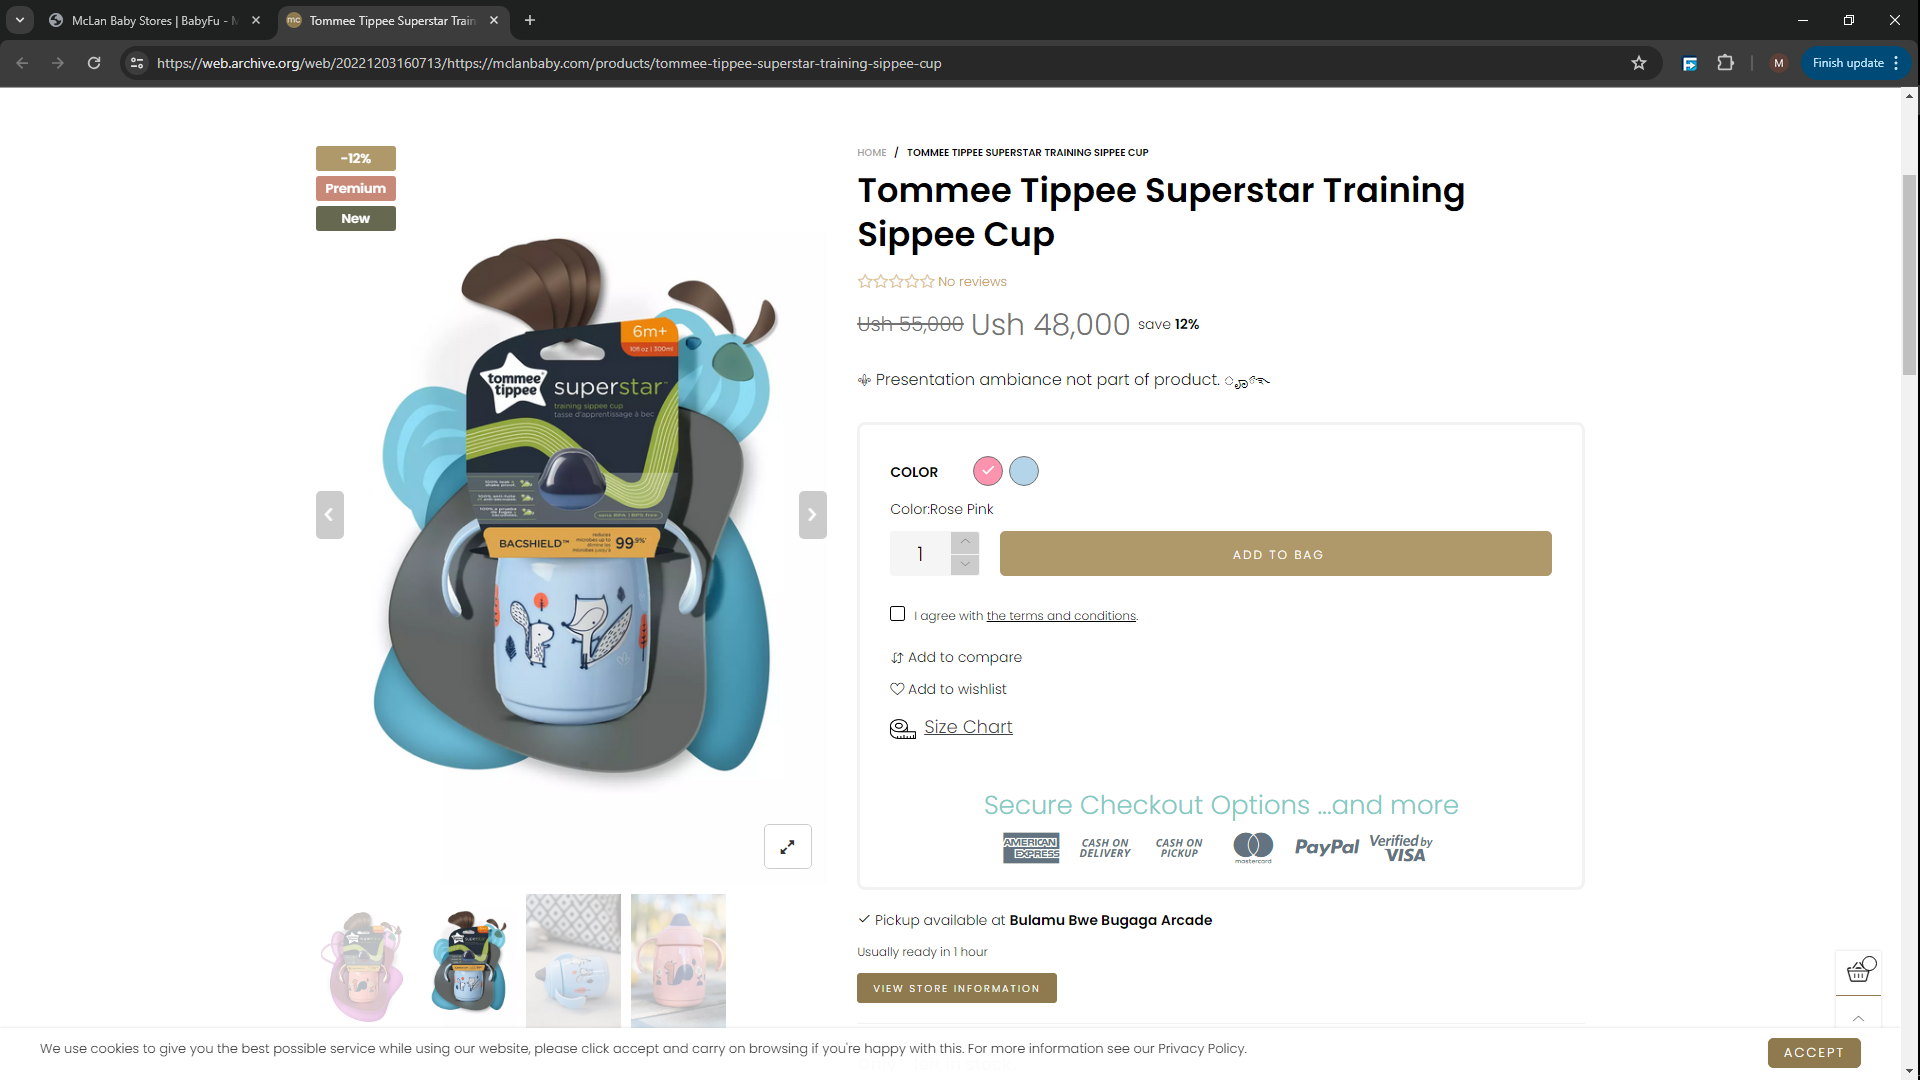 McLan Baby Stores | BabyFu - M
Tommee Tippee Superstar Train
https://web.archive.org/web/20221203160713/https://mclanbaby.com/products/tommee-tippee-superstar-training-sippee-cup
M
Finish update
-12%
Premium
New
HOME / TOMMEE TIPPEE SUPERSTAR TRAINING SIPPEE CUP
Tommee Tippee Superstar Training
Sippee Cup
No reviews
Ush 55,000 Ush 48,000 save 12%
Presentation ambiance not part of product.
6m+
10fl oz | 300ml
tommee
tippee
superstar
training sippee cup
tasse d'apprentissage à bec
BACSHIELD™
99.9%
COLOR
Color:Rose Pink
1
ADD TO BAG
I agree with the terms and conditions.
Add to compare
Add to wishlist
Size Chart
Secure Checkout Options ...and more
AMERICAN
EXPRESS
CASH ON
DELIVERY
CASH ON
PICKUP
mastercard
PayPal
Verified by
VISA
Pickup available at Bulamu Bwe Bugaga Arcade
Usually ready in 1 hour
VIEW STORE INFORMATION
We use cookies to give you the best possible service while using our website, please click accept and carry on browsing if you're happy with this. For more information see our Privacy Policy.
ACCEPT